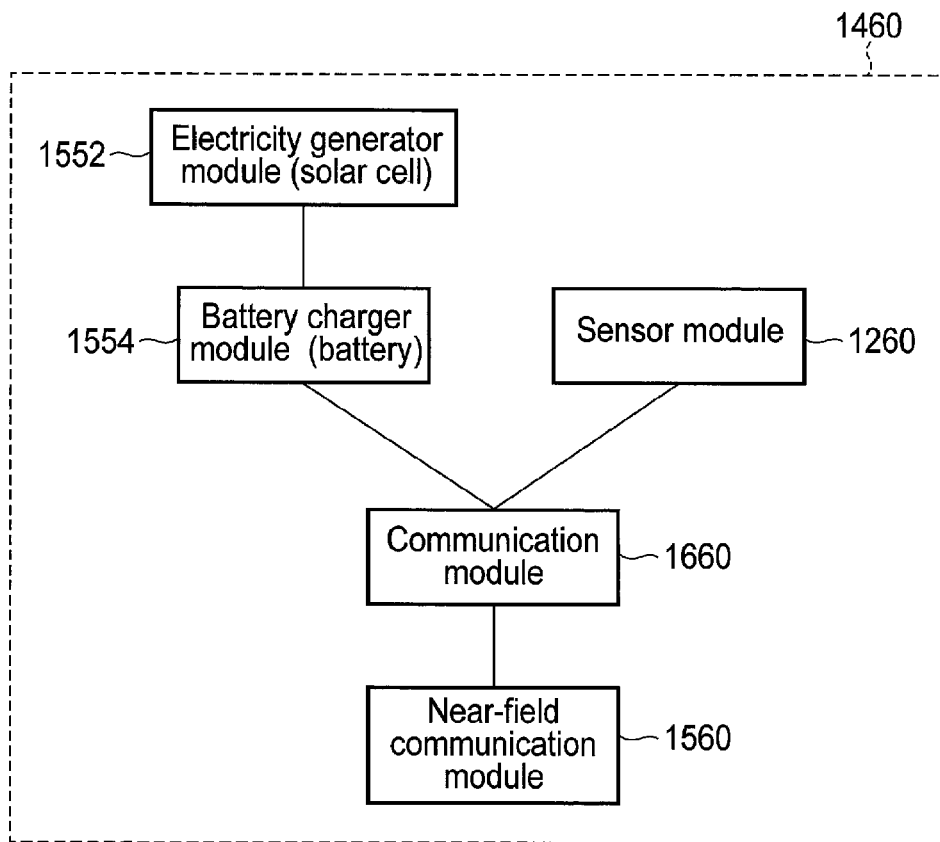 1460
Electricity generator
module (solar cell)
1552
Battery charger
module (battery)
1554
Sensor module
1260
Communication
module
1660
Near-field
communication
module
1560